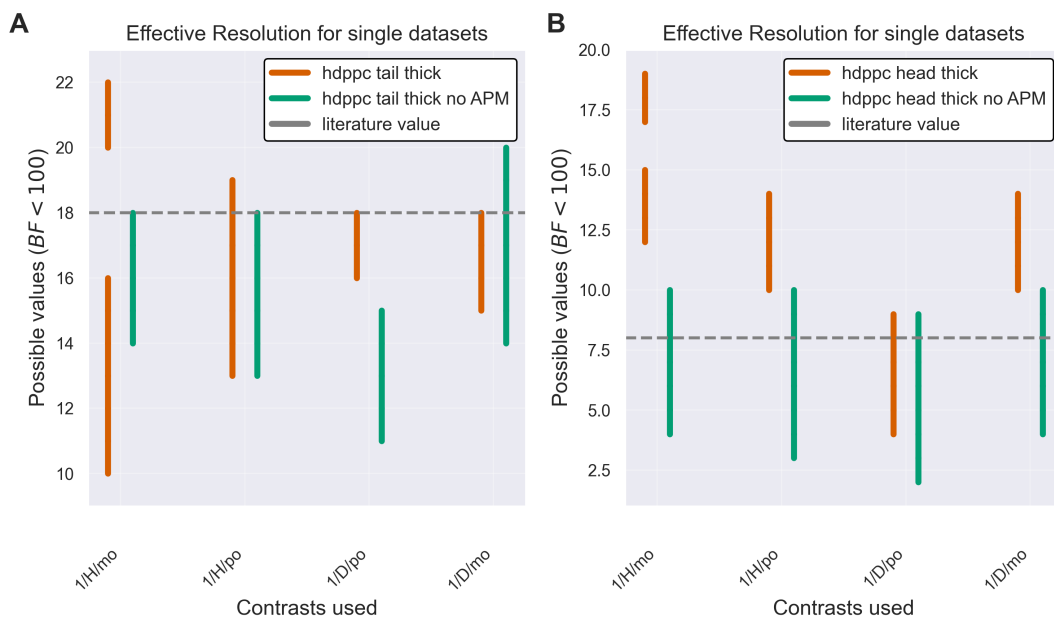 A
Effective Resolution for single datasets
hdppc tail thick
hdppc tail thick no APM
literature value
Possible values (BF < 100)
22
20
18
16
14
12
10
1/H/mo
1/H/po
1/D/po
1/D/mo
Contrasts used
B
Effective Resolution for single datasets
hdppc head thick
hdppc head thick no APM
literature value
Possible values (BF < 100)
20.0
17.5
15.0
12.5
10.0
7.5
5.0
2.5
1/H/mo
1/H/po
1/D/po
1/D/mo
Contrasts used